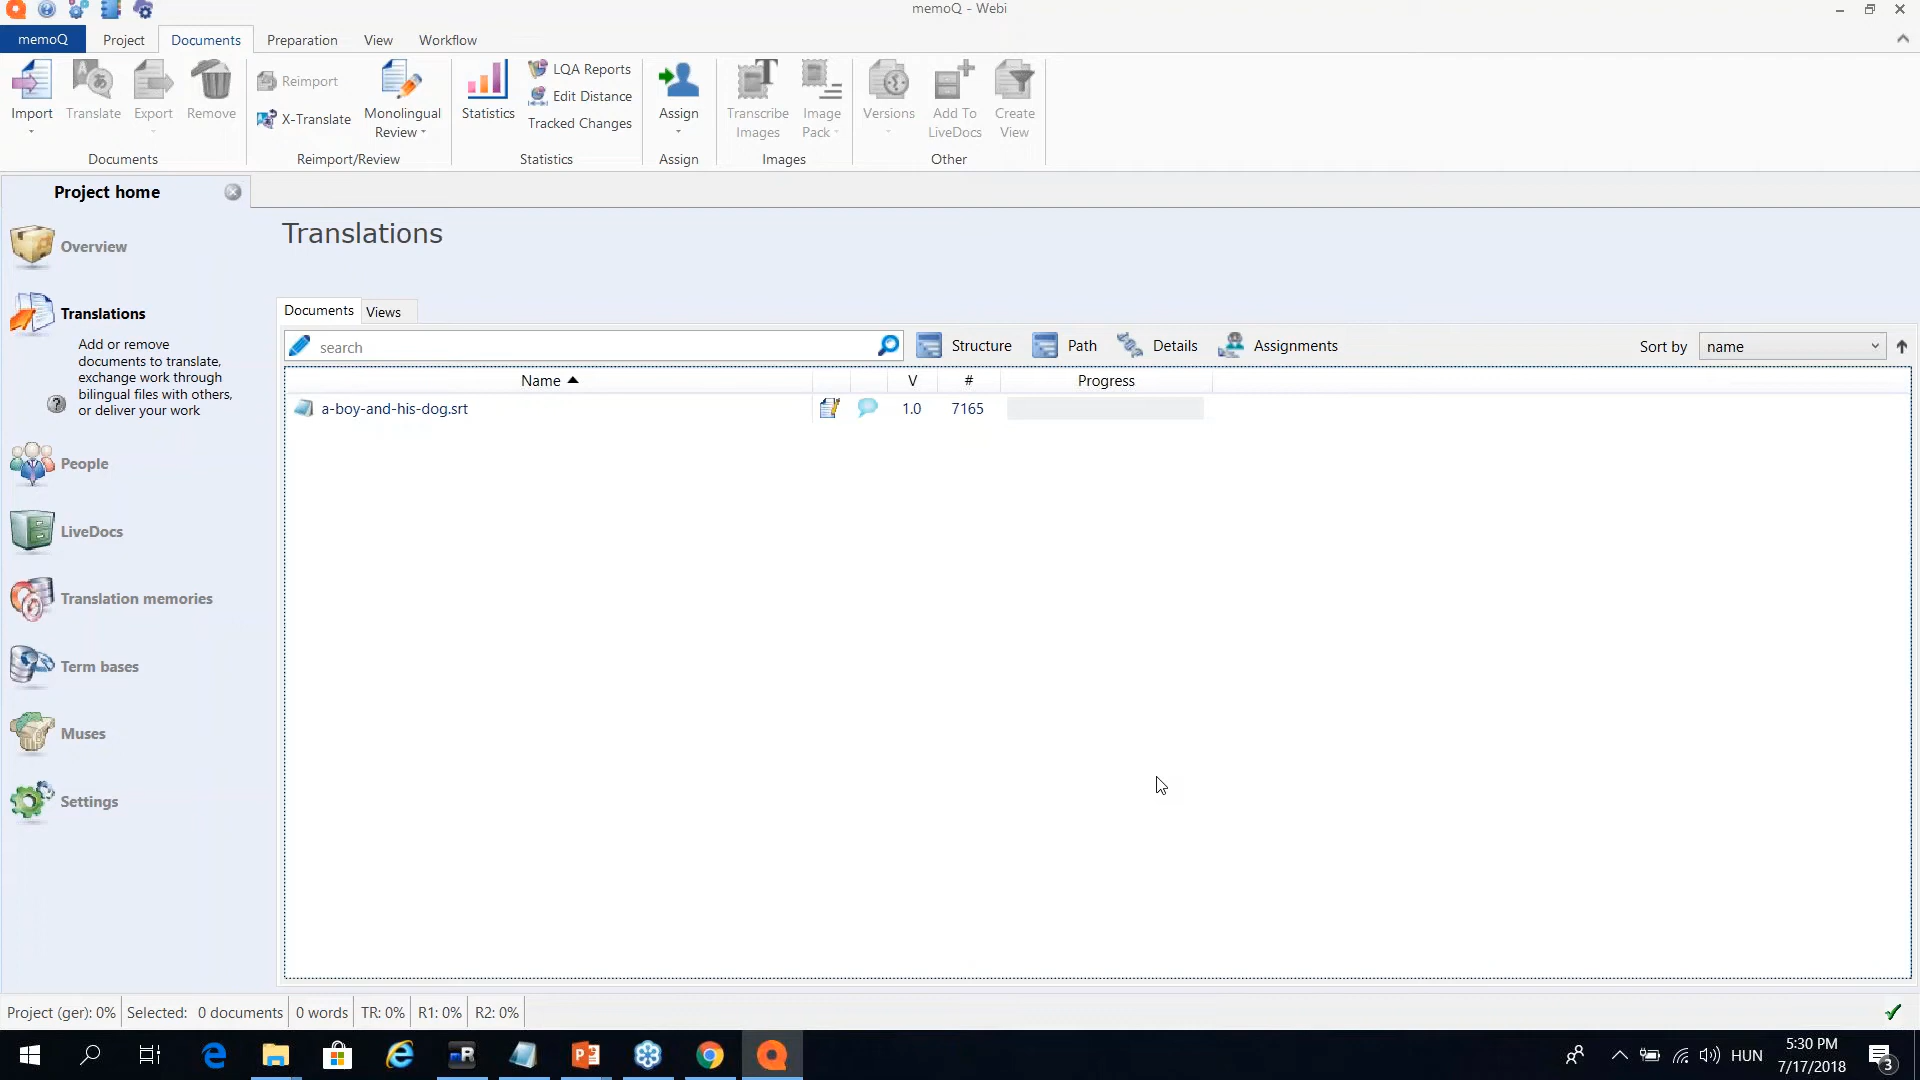 memoQ - Webi
memoQ
Project
Documents
Preparation
View
Workflow
Import
Translate
Export
Remove
Documents
Reimport
X-Translate
Monolingual
Review
Reimport/Review
Statistics
LQA Reports
Edit Distance
Tracked Changes
Statistics
Assign
Assign
Transcribe
Images
Image
Pack
Images
Versions
Add To
LiveDocs
Create
View
Other
Project home
Overview
Translations
Add or remove
documents to translate,
exchange work through
bilingual files with others,
or deliver your work
People
LiveDocs
Translation memories
Term bases
Muses
Settings
Translations
Documents
Views
search
Structure
Path
Details
Assignments
Sort by
name
Name
V
#
Progress
a-boy-and-his-dog.srt
1.0
7165
Project (ger): 0%
Selected: 0 documents
0 words
TR: 0%
R1: 0%
R2: 0%
HUN
5:30 PM
7/17/2018
3